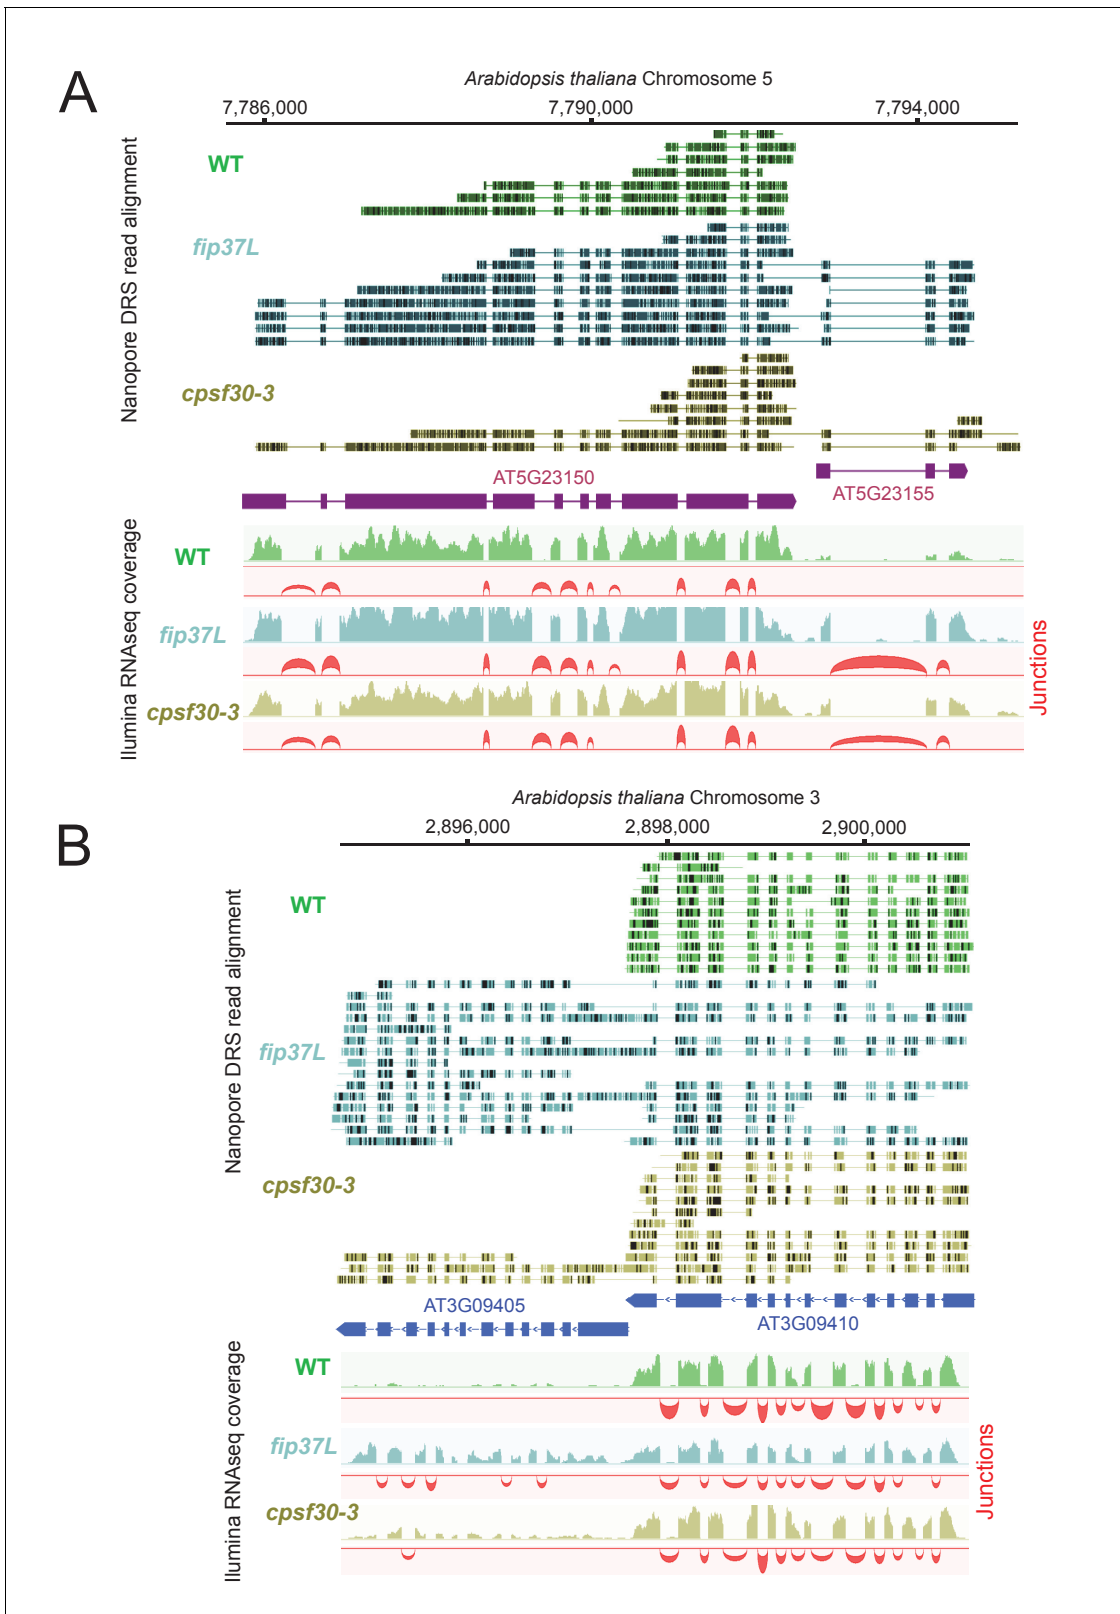 A
Arabidopsis thaliana Chromosome 5
7,786,000
7,790,000
7,794,000
Nanopore DRS read alignment
WT
fip37L
cpsf30-3
AT5G23150
AT5G23155
Ilumina RNAseq coverage
WT
fip37L
cpsf30-3
Junctions
B
Arabidopsis thaliana Chromosome 3
2,896,000
2,898,000
2,900,000
Nanopore DRS read alignment
WT
fip37L
cpsf30-3
AT3G09405
AT3G09410
Ilumina RNAseq coverage
WT
fip37L
cpsf30-3
Junctions